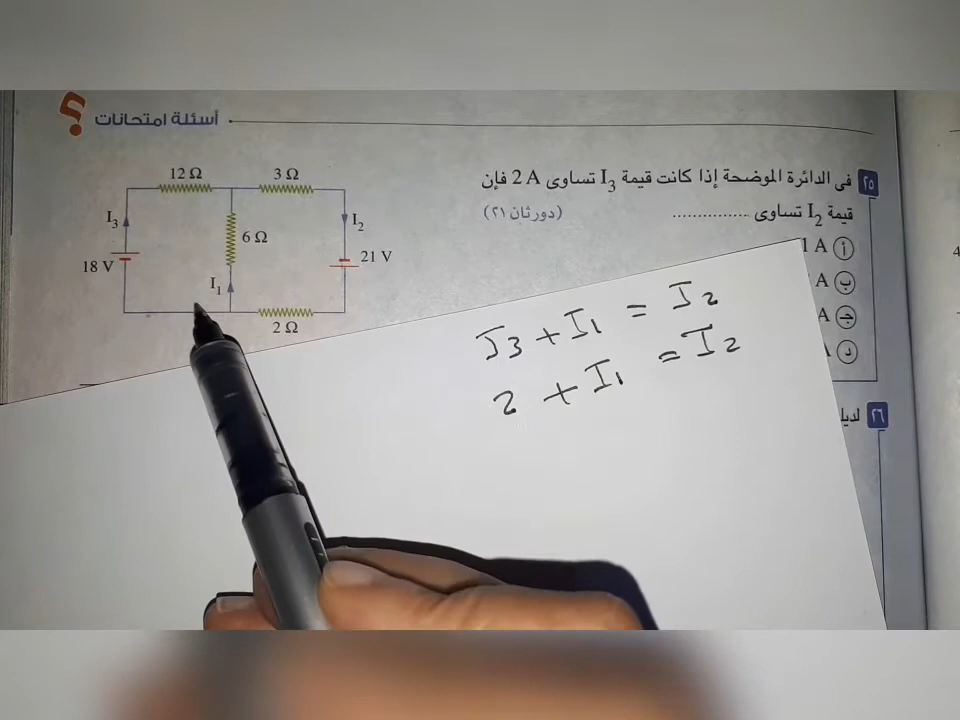 أسئلة امتحانات
٢٥ فى الدائرة الموضحة إذا كانت قيمة I3 تساوى 2 A فإن
قيمة I2 تساوى ............... (دور ثان ٢١)
أ 1 A
ب A
ج A
د
٢٦
12 Ω
3 Ω
I3
I2
6 Ω
18 V
21 V
I1
2 Ω
I3 + I1 = I2
2 + I1 = I2